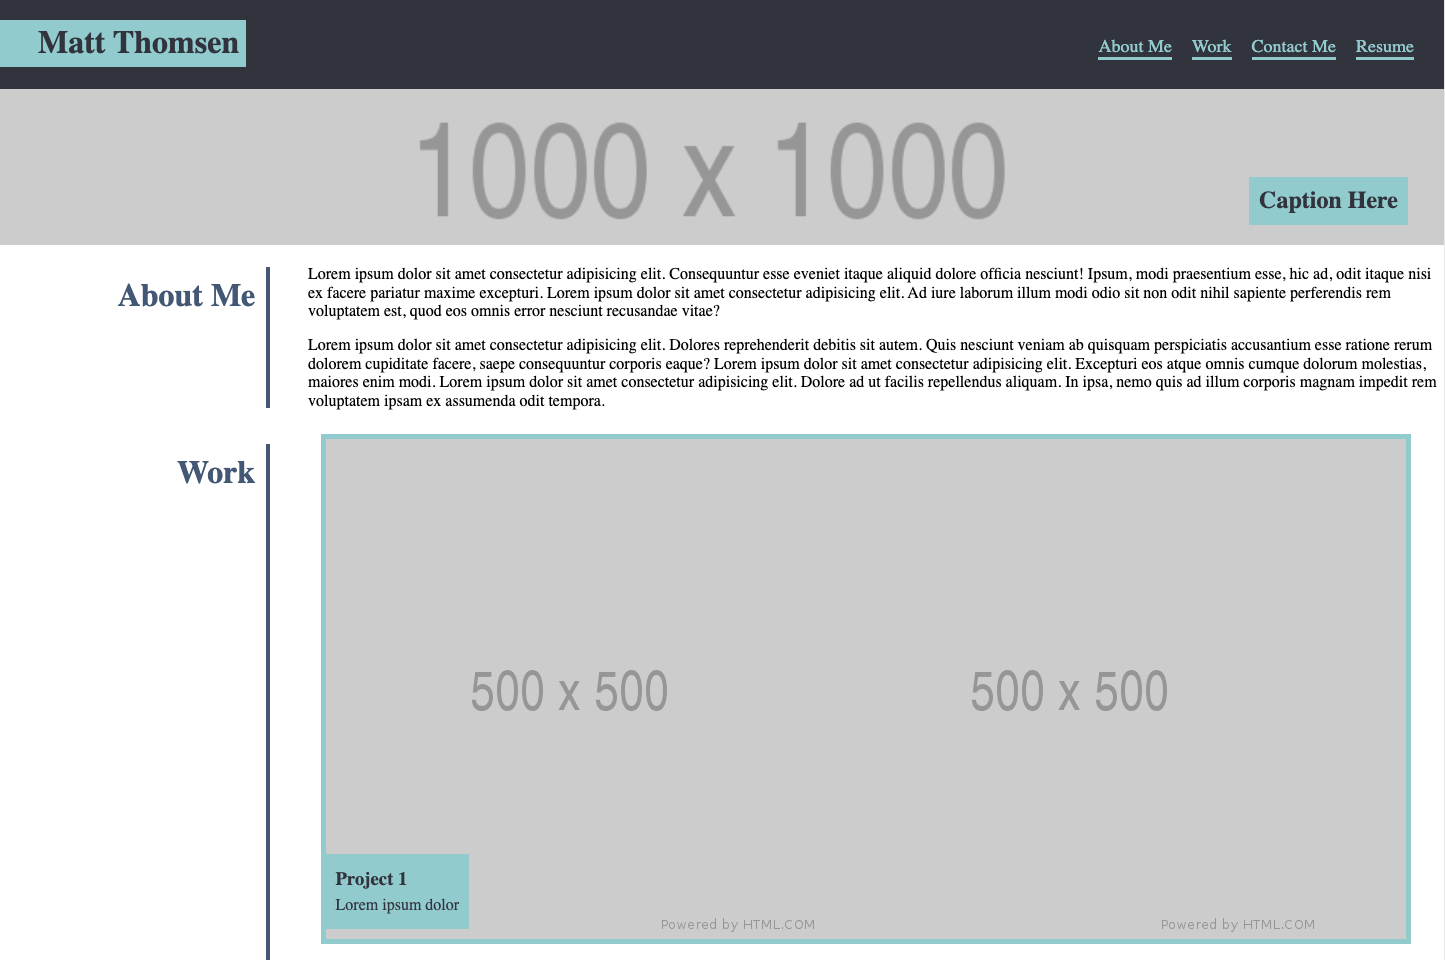 Matt Thomsen
About Me
Work
Contact Me
Resume
1000 x 1000
Caption Here
About Me
Lorem ipsum dolor sit amet consectetur adipisicing elit. Consequuntur esse eveniet itaque aliquid dolore officia nesciunt! Ipsum, modi praesentium esse, hic ad, odit itaque nisi
ex facere pariatur maxime excepturi. Lorem ipsum dolor sit amet consectetur adipisicing elit. Ad iure laborum illum modi odio sit non odit nihil sapiente perferendis rem
voluptatem est, quod eos omnis error nesciunt recusandae vitae?
Lorem ipsum dolor sit amet consectetur adipisicing elit. Dolores reprehenderit debitis sit autem. Quis nesciunt veniam ab quisquam perspiciatis accusantium esse ratione rerum
dolorem cupiditate facere, saepe consequuntur corporis eaque? Lorem ipsum dolor sit amet consectetur adipisicing elit. Excepturi eos atque omnis cumque dolorum molestias,
maiores enim modi. Lorem ipsum dolor sit amet consectetur adipisicing elit. Dolore ad ut facilis repellendus aliquam. In ipsa, nemo quis ad illum corporis magnam impedit rem
voluptatem ipsam ex assumenda odit tempora.
Work
500 x 500
500 x 500
Project 1
Lorem ipsum dolor
Powered by HTML.COM
Powered by HTML.COM